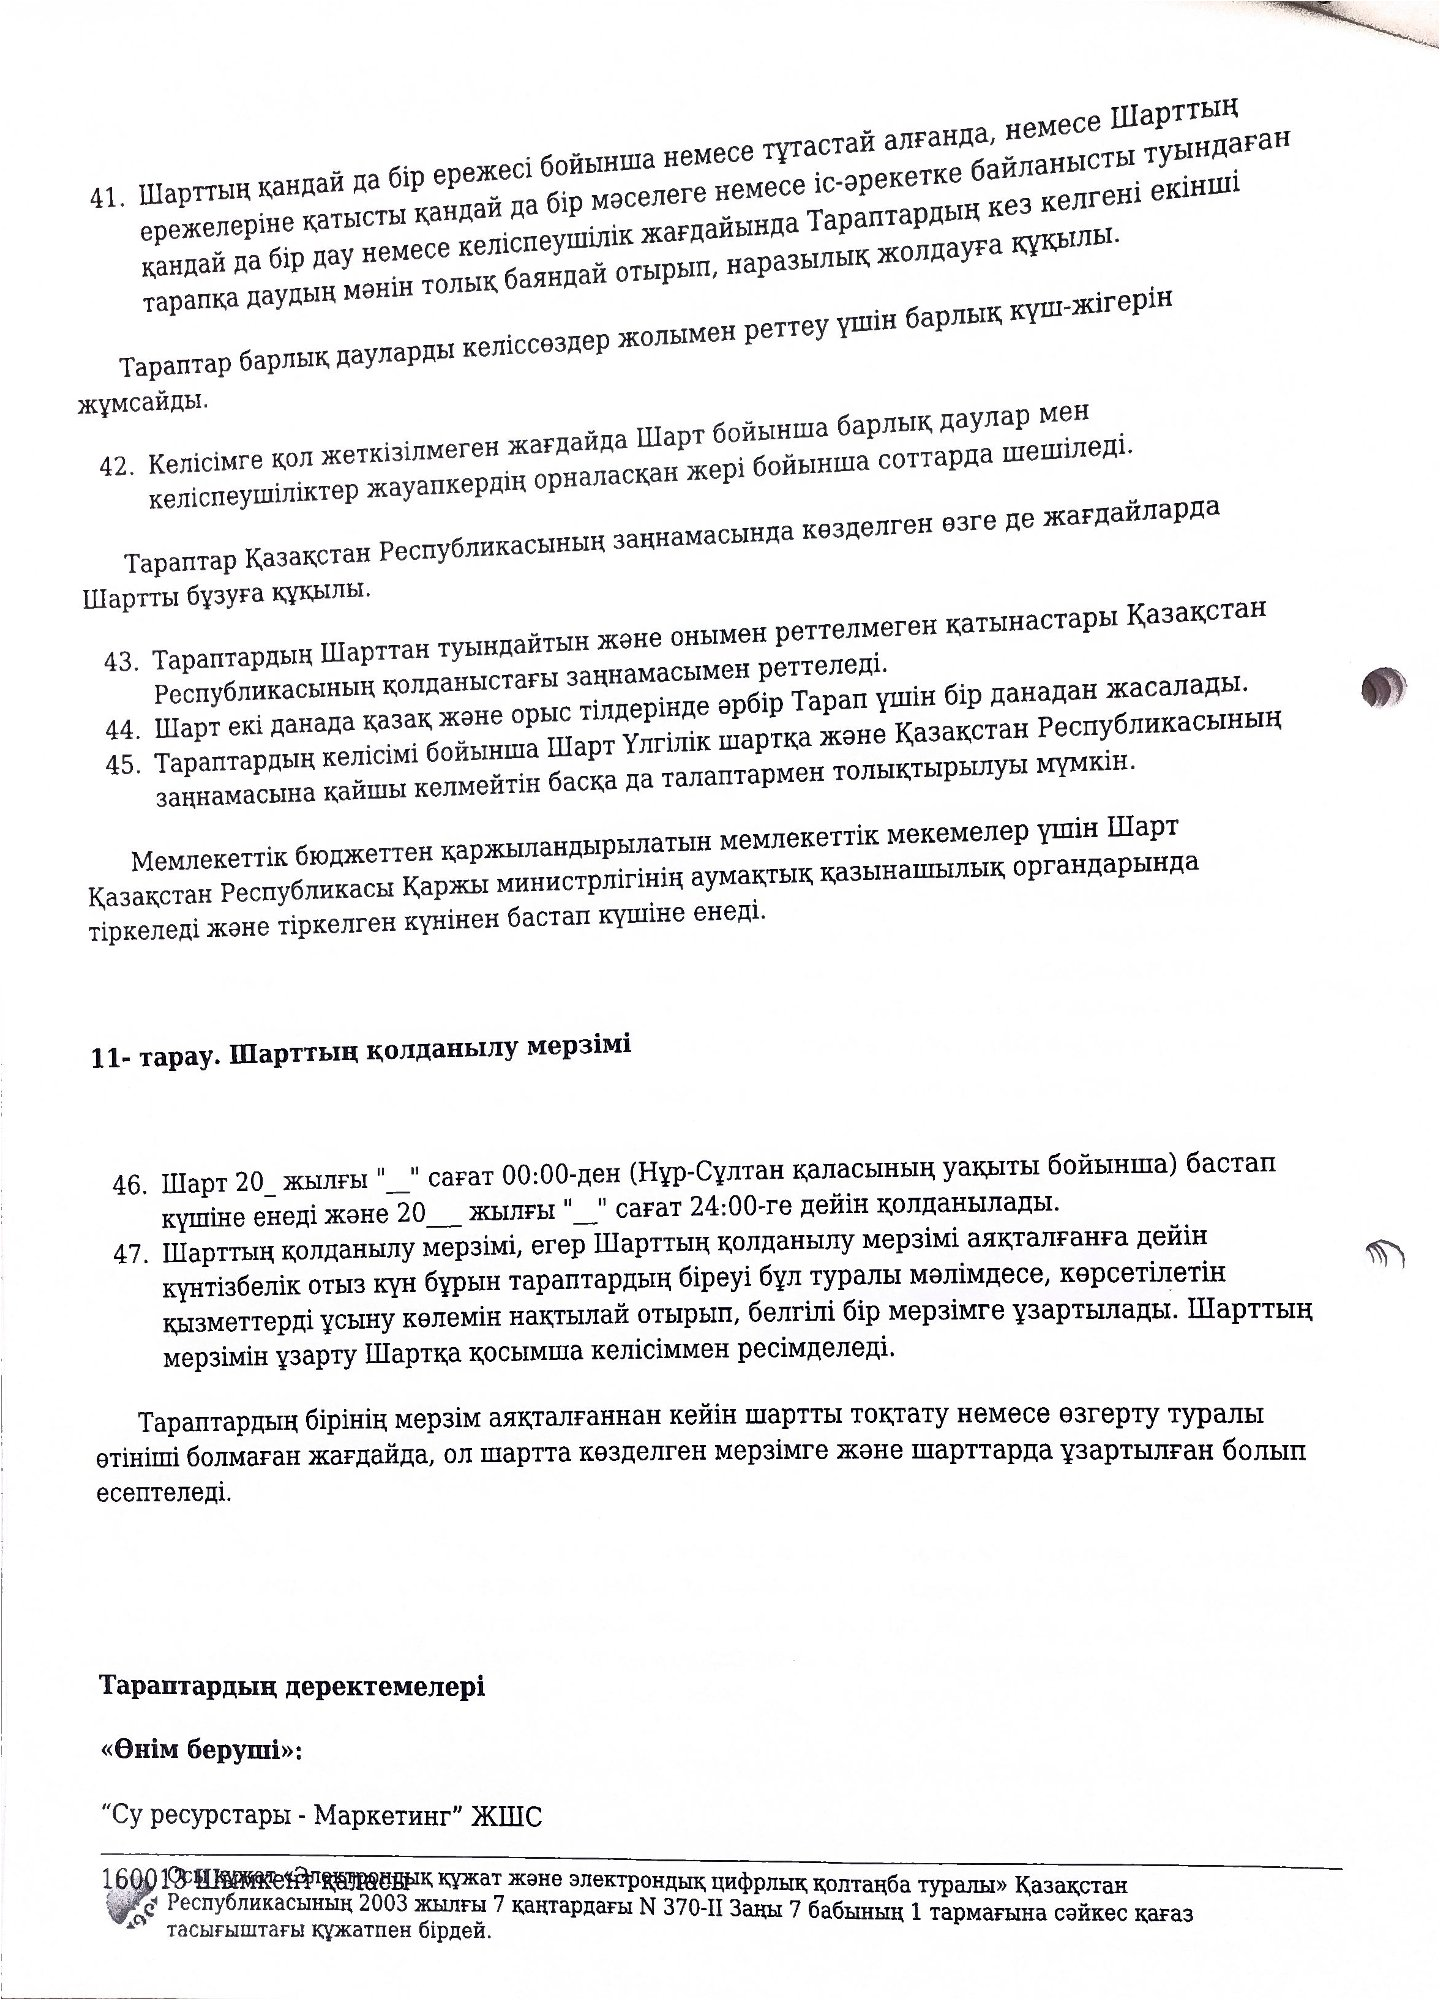 41. Шарттың қандай да бір ережесі бойынша немесе тұтастай алғанда, немесе Шарттың
ережелеріне қатысты қандай да бір мәселеге немесе іс-әрекетке байланысты туындаған
қандай да бір дау немесе келіспеушілік жағдайында Тараптардың кез келгені екінші
тарапқа даудың мәнін толық баяндай отырып, наразылық жолдауға құқылы.
Тараптар барлық дауларды келіссөздер жолымен реттеу үшін барлық күш-жігерін
жұмсайды.
42. Келісімге қол жеткізілмеген жағдайда Шарт бойынша барлық даулар мен
келіспеушіліктер жауапкердің орналасқан жері бойынша соттарда шешіледі.
Тараптар Қазақстан Республикасының заңнамасында көзделген өзге де жағдайларда
Шартты бұзуға құқылы.
43. Тараптардың Шарттан туындайтын және онымен реттелмеген қатынастары Қазақстан
Республикасының қолданыстағы заңнамасымен реттеледі.
44. Шарт екі данада қазақ және орыс тілдерінде әрбір Тарап үшін бір данадан жасалады.
45. Тараптардың келісімі бойынша Шарт Үлгілік шартқа және Қазақстан Республикасының
заңнамасына қайшы келмейтін басқа да талаптармен толықтырылуы мүмкін.
Мемлекеттік бюджеттен қаржыландырылатын мемлекеттік мекемелер үшін Шарт
Қазақстан Республикасы Қаржы министрлігінің аумақтық қазынашылық органдарында
тіркеледі және тіркелген күнінен бастап күшіне енеді.
11- тарау. Шарттың қолданылу мерзімі
46. Шарт 20_ жылғы "__" сағат 00:00-ден (Нұр-Сұлтан қаласының уақыты бойынша) бастап
күшіне енеді және 20___ жылғы "__" сағат 24:00-ге дейін қолданылады.
47. Шарттың қолданылу мерзімі, егер Шарттың қолданылу мерзімі аяқталғанға дейін
күнтізбелік отыз күн бұрын тараптардың біреуі бұл туралы мәлімдесе, көрсетілетін
қызметтерді ұсыну көлемін нақтылай отырып, белгілі бір мерзімге ұзартылады. Шарттың
мерзімін ұзарту Шартқа қосымша келісіммен ресімделеді.
Тараптардың бірінің мерзім аяқталғаннан кейін шартты тоқтату немесе өзгерту туралы
өтініші болмаған жағдайда, ол шартта көзделген мерзімге және шарттарда ұзартылған болып
есептеледі.
Тараптардың деректемелері
«Өнім беруші»:
“Су ресурстары - Маркетинг” ЖШС
160013 Шымкент қаласы
Осы құжат «Электрондық құжат және электрондық цифрлық қолтаңба туралы» Қазақстан
Республикасының 2003 жылғы 7 қаңтардағы N 370-II Заңы 7 бабының 1 тармағына сәйкес қағаз
тасығыштағы құжатпен бірдей.